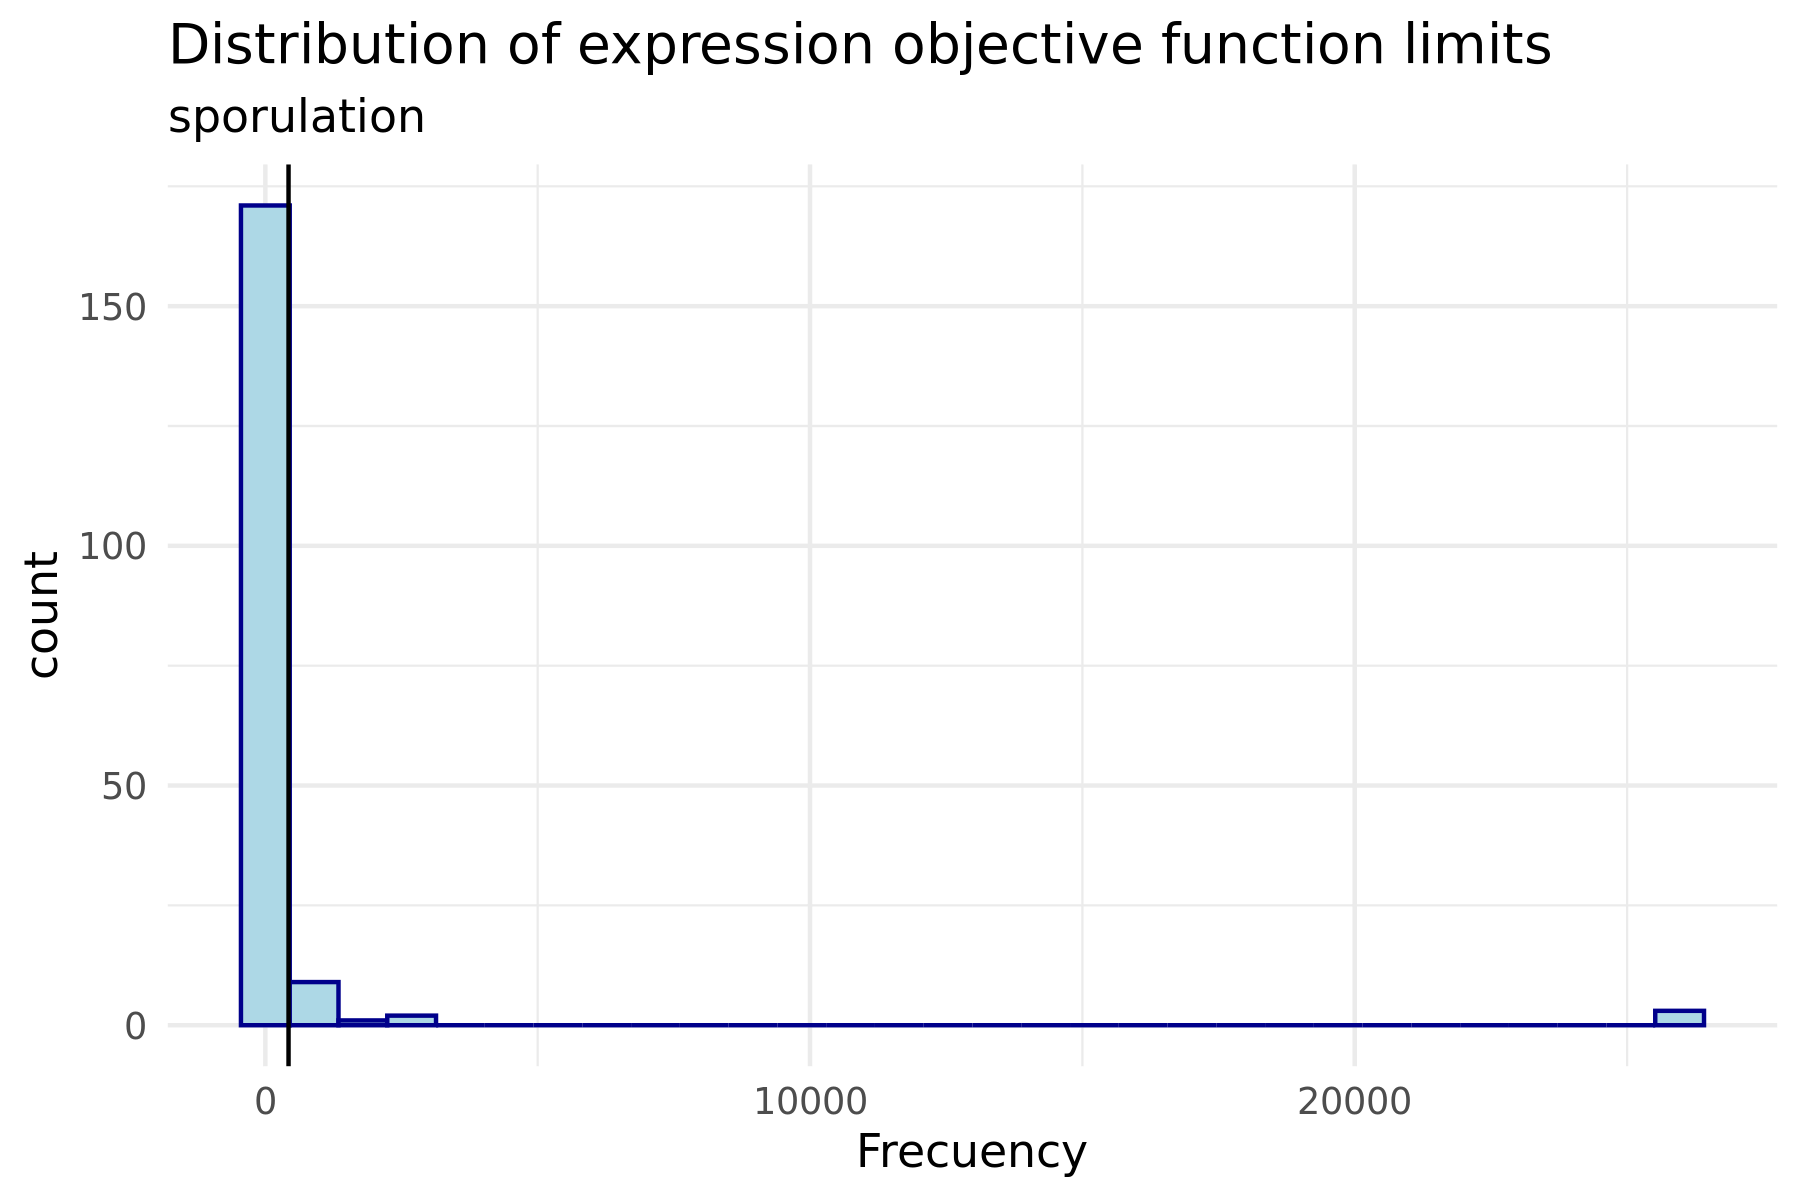 Distribution of expression objective function limits
sporulation
count
150
100
50
0
0 10000 20000
Frecuency